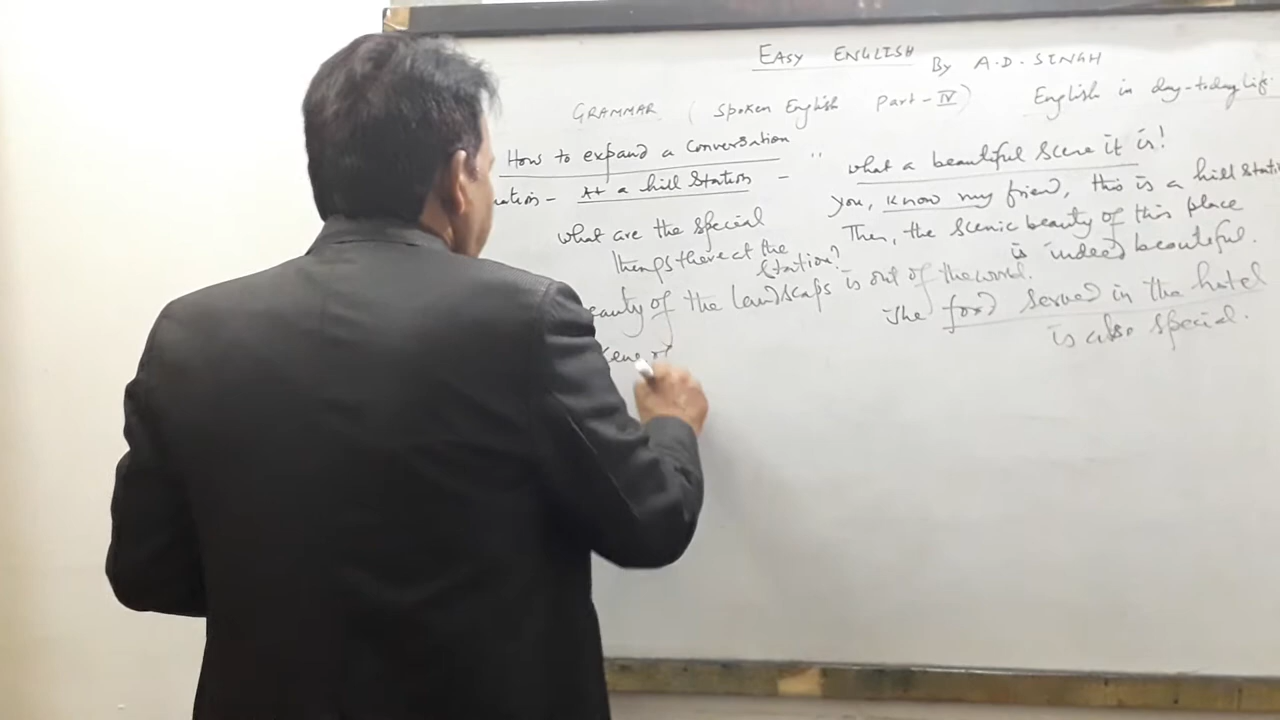 EASY ENGLISH By A.D. SINGH
GRAMMAR ( Spoken English Part-IV) English in day-to-day life.
How to expand a Conversation
At a hill Station - " What a beautiful Scene it is!
What are the Special
things there at the
Station?
You, know my friend, this is a hill
Then, the Scenic beauty of this place
is indeed beautiful.
of the landscape is out of the world.
The food Served in the hotel
is also Special.